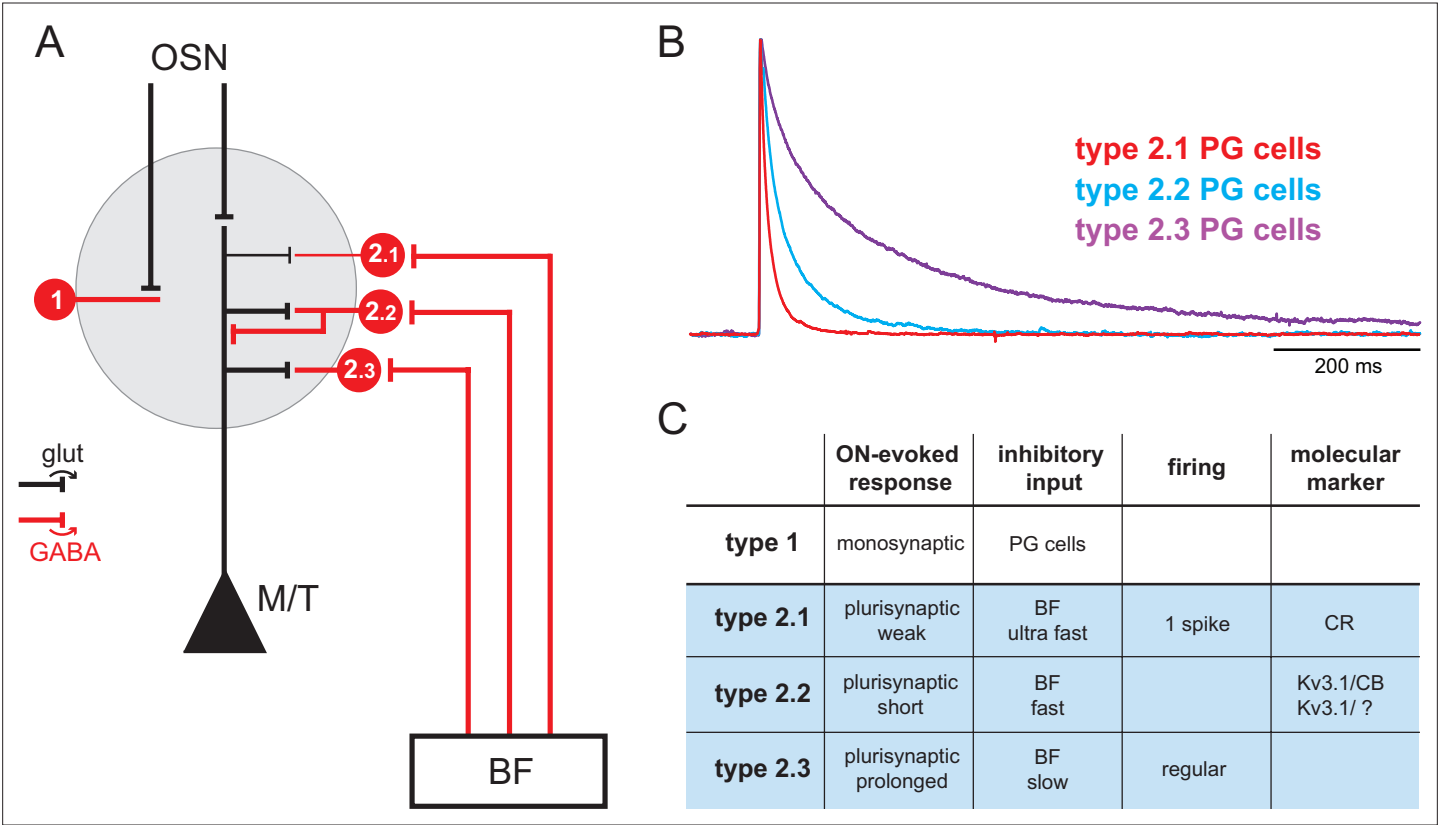 A
OSN
1
2.1
2.2
2.3
glut
GABA
M/T
BF
B
type 2.1 PG cells
type 2.2 PG cells
type 2.3 PG cells
200 ms
C
ON-evoked response
inhibitory input
firing
molecular marker
type 1
monosynaptic
PG cells
type 2.1
plurisynaptic
weak
BF
ultra fast
1 spike
CR
type 2.2
plurisynaptic
short
BF
fast
Kv3.1/CB
Kv3.1/ ?
type 2.3
plurisynaptic
prolonged
BF
slow
regular